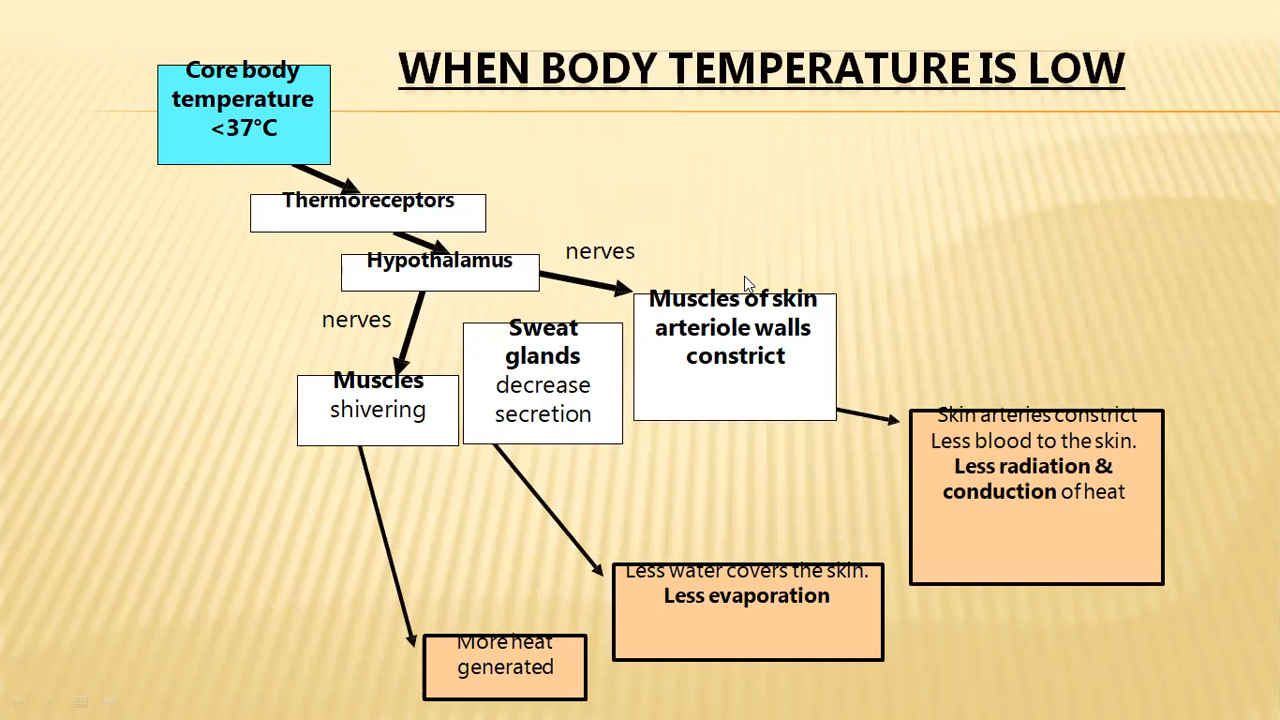 WHEN BODY TEMPERATURE IS LOW
Core body
temperature
<37°C
Thermoreceptors
Hypothalamus
nerves
nerves
Muscles of skin
arteriole walls
constrict
Sweat
glands
decrease
secretion
Muscles
shivering
Skin arteries constrict
Less blood to the skin.
Less radiation &
conduction of heat
Less water covers the skin.
Less evaporation
More heat
generated